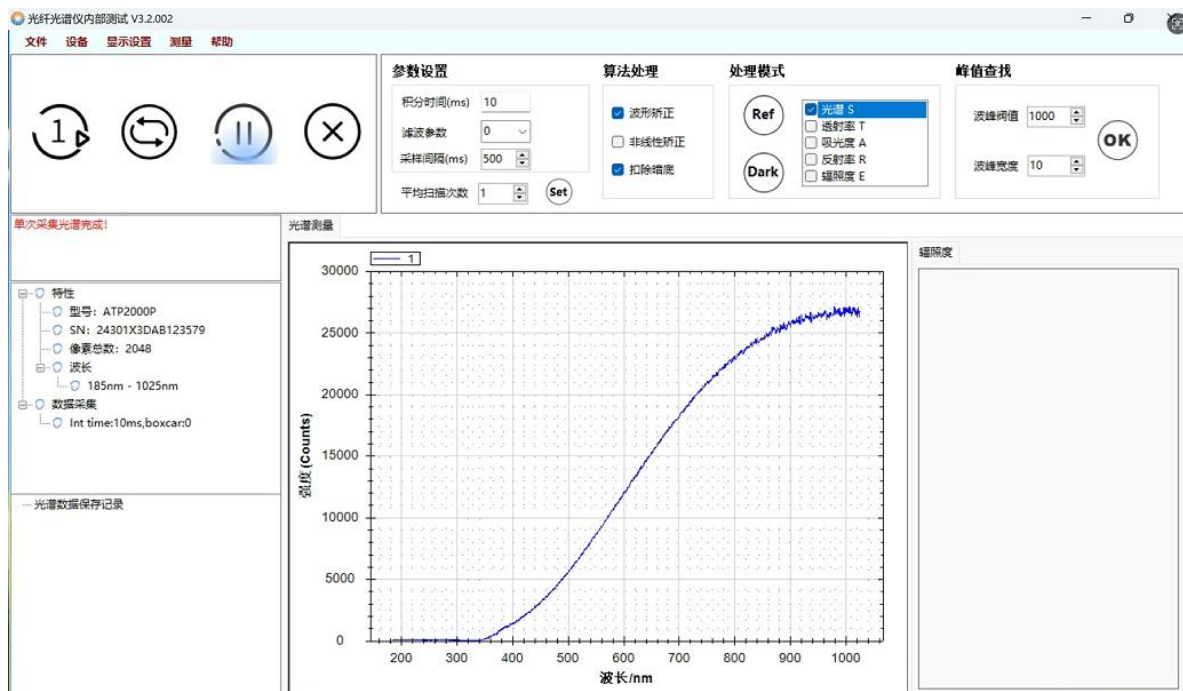 光纤光谱仪内部测试 V3.2.002
文件 设备 显示设置 测量 帮助
1
参数设置
积分时间(ms) 10
滤波参数 0
采样间隔(ms) 500
平均扫描次数 1 Set
算法处理
波形矫正
非线性矫正
扣除暗底
处理模式
Ref
Dark
光谱 S
透射率 T
吸光度 A
反射率 R
辐照度 E
峰值查找
波峰阀值 1000
波峰宽度 10
OK
单次采集光谱完成!
特性
型号: ATP2000P
SN: 24301X3DAB123579
像素总数: 2048
波长
185nm - 1025nm
数据采集
Int time:10ms,boxcar:0
光谱数据保存记录
光谱测量
1
强度(Counts)
30000
25000
20000
15000
10000
5000
0
200 300 400 500 600 700 800 900 1000
波长/nm
辐照度